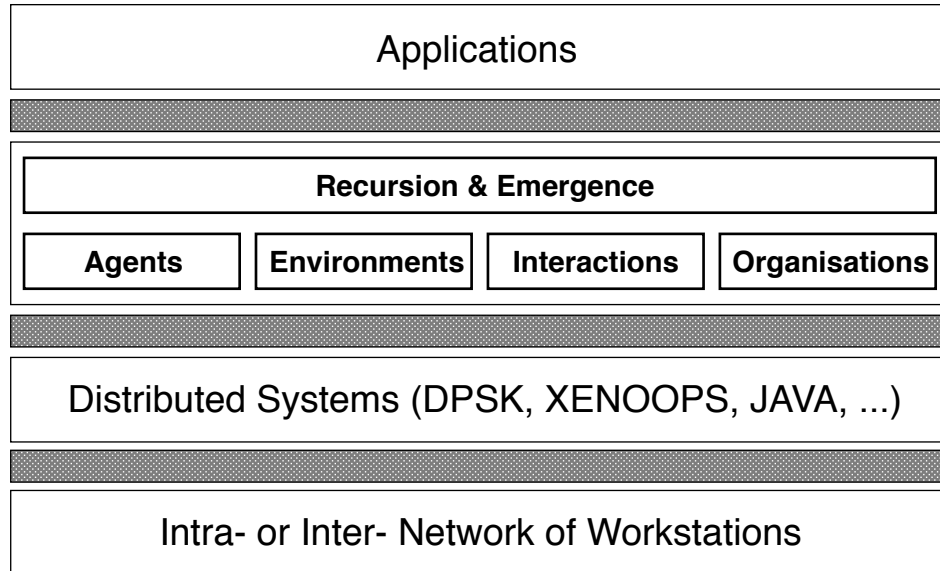 Applications
Recursion & Emergence
Agents
Environments
Interactions
Organisations
Distributed Systems (DPSK, XENOOPS, JAVA, ...)
Intra- or Inter- Network of Workstations